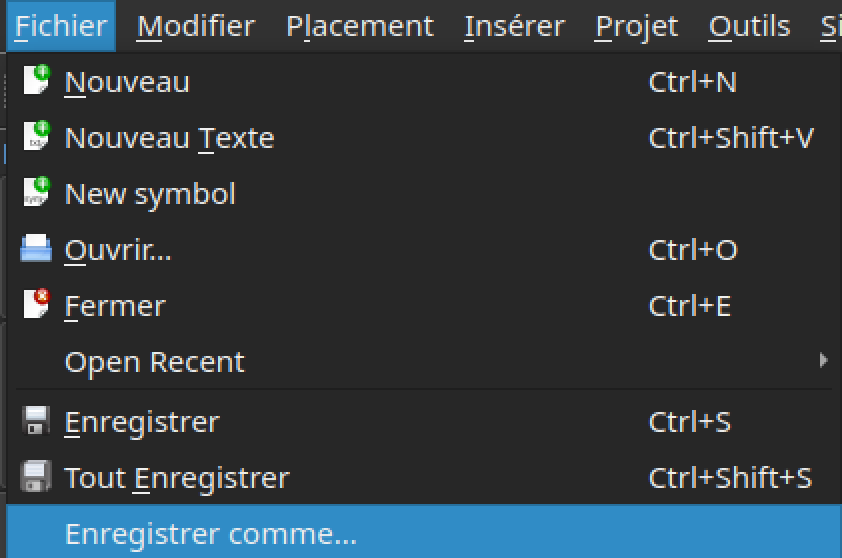 Fichier Modifier Placement Insérer Projet Outils
Nouveau Ctrl+N
Nouveau Texte Ctrl+Shift+V
New symbol
Ouvrir... Ctrl+O
Fermer Ctrl+E
Open Recent
Enregistrer Ctrl+S
Tout Enregistrer Ctrl+Shift+S
Enregistrer comme...